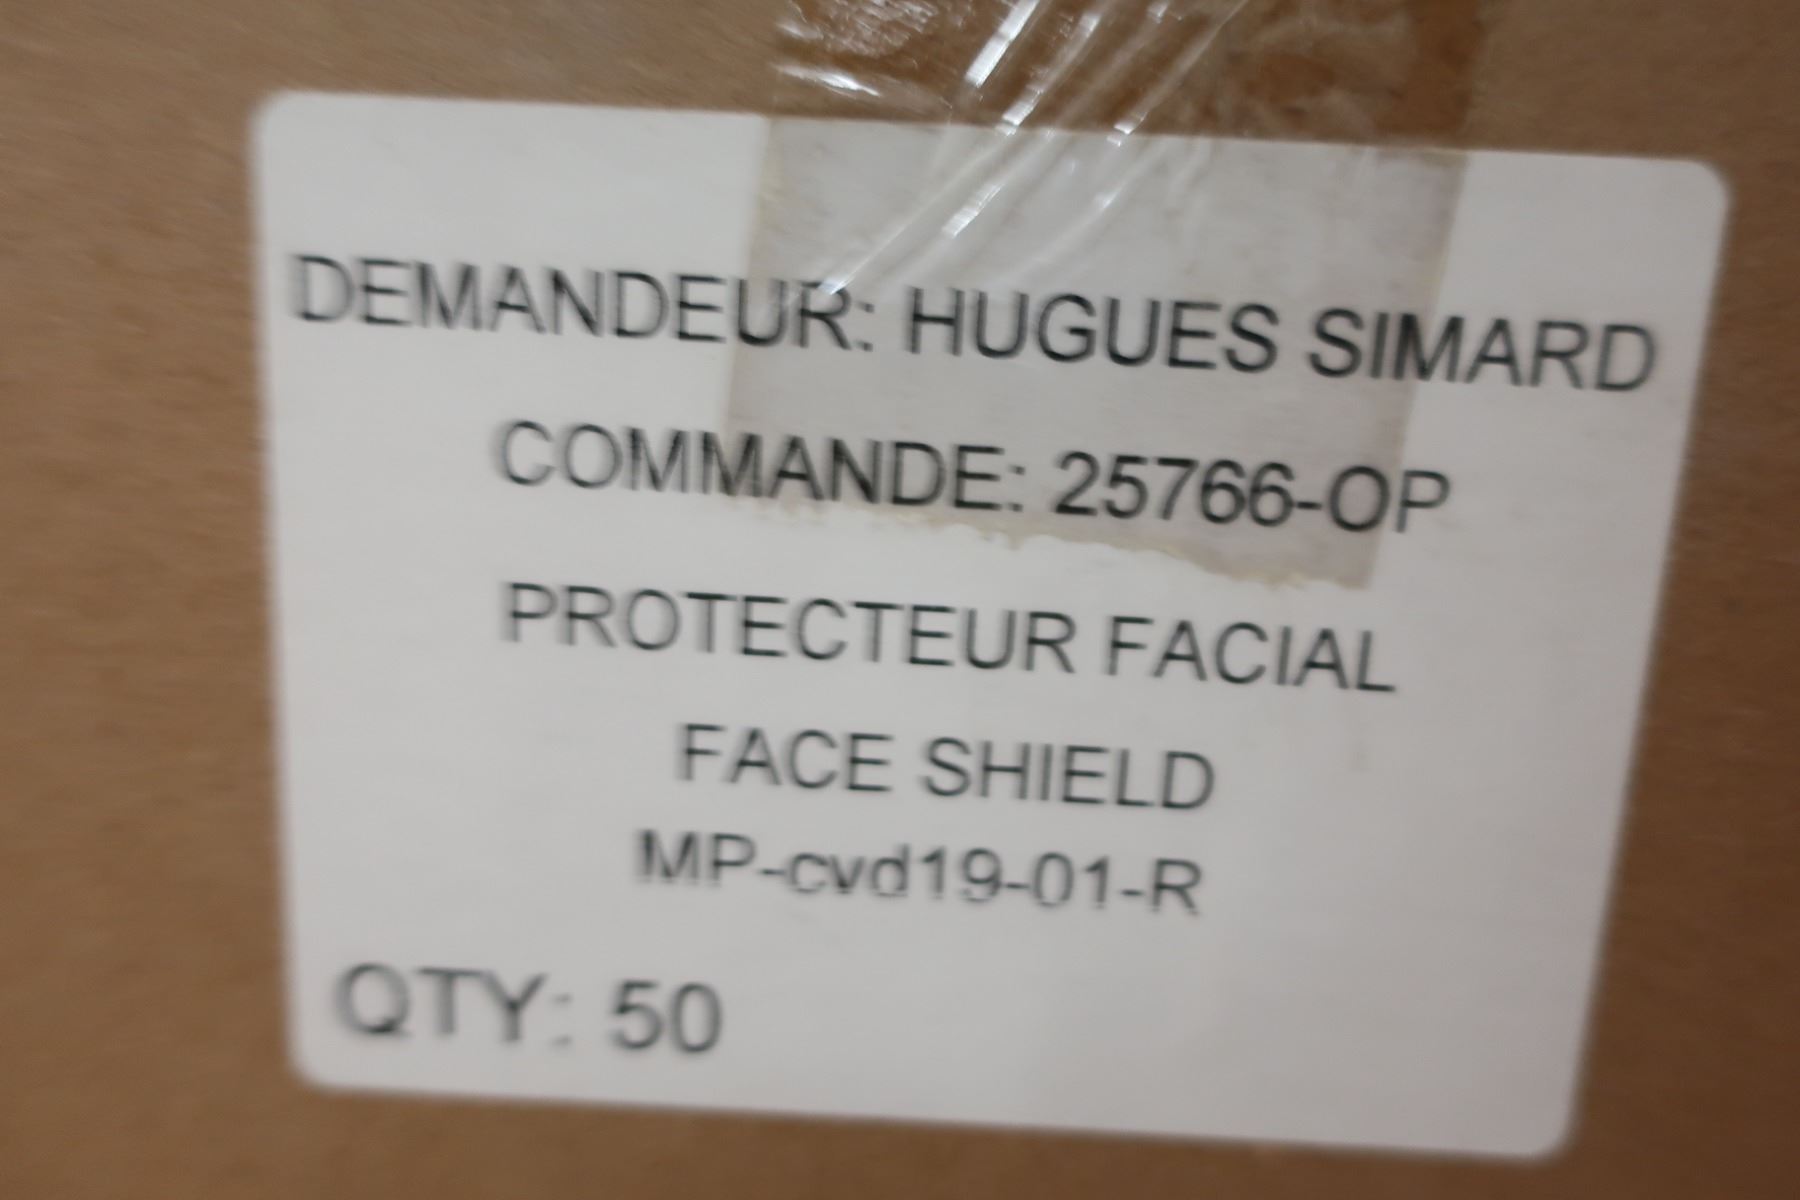 DEMANDEUR: HUGUES SIMARD
COMMANDE: 25766-OP
PROTECTEUR FACIAL
FACE SHIELD
MP-cvd19-01-R
QTY: 50